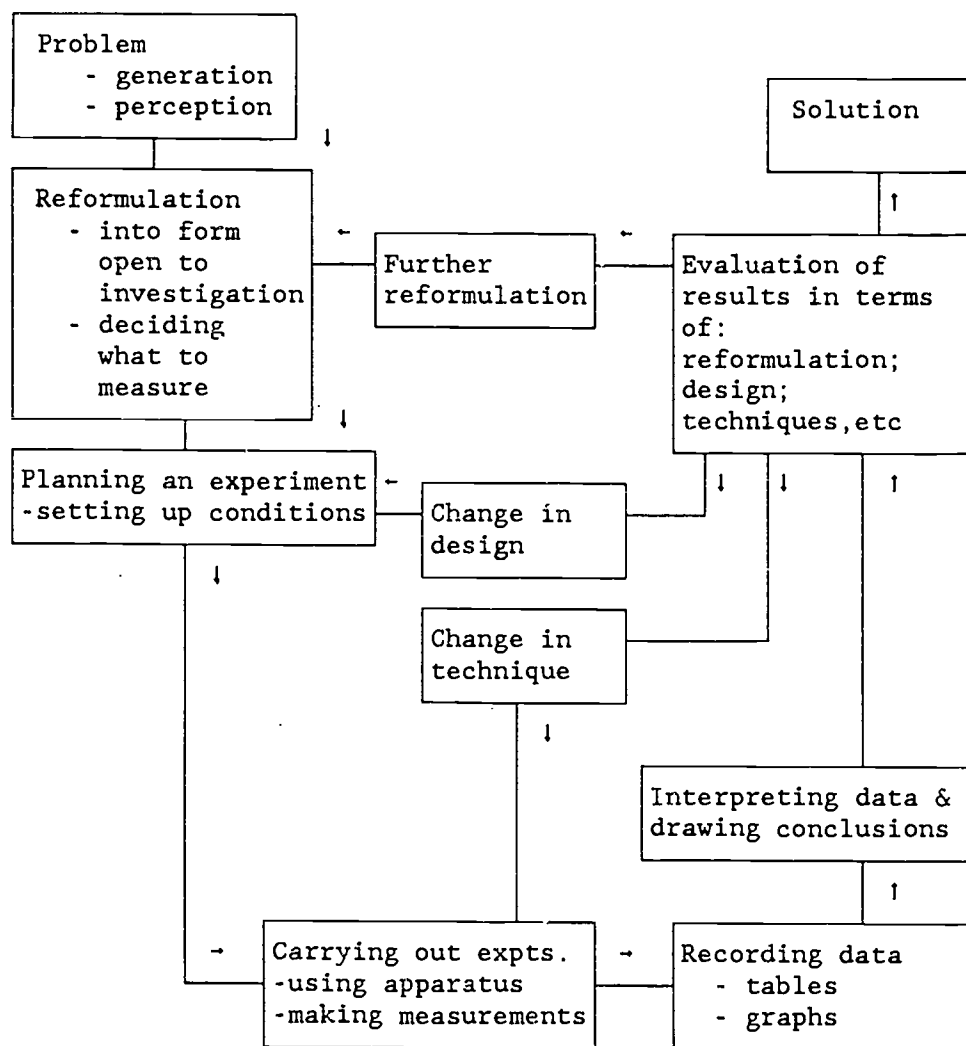 Problem
- generation
- perception
Solution
Reformulation
- into form
open to
investigation
- deciding
what to
measure
Further
reformulation
Evaluation of
results in terms
of:
reformulation;
design;
techniques,etc
Planning an experiment
-setting up conditions
Change in
design
Change in
technique
Interpreting data &
drawing conclusions
Carrying out expts.
-using apparatus
-making measurements
Recording data
- tables
- graphs